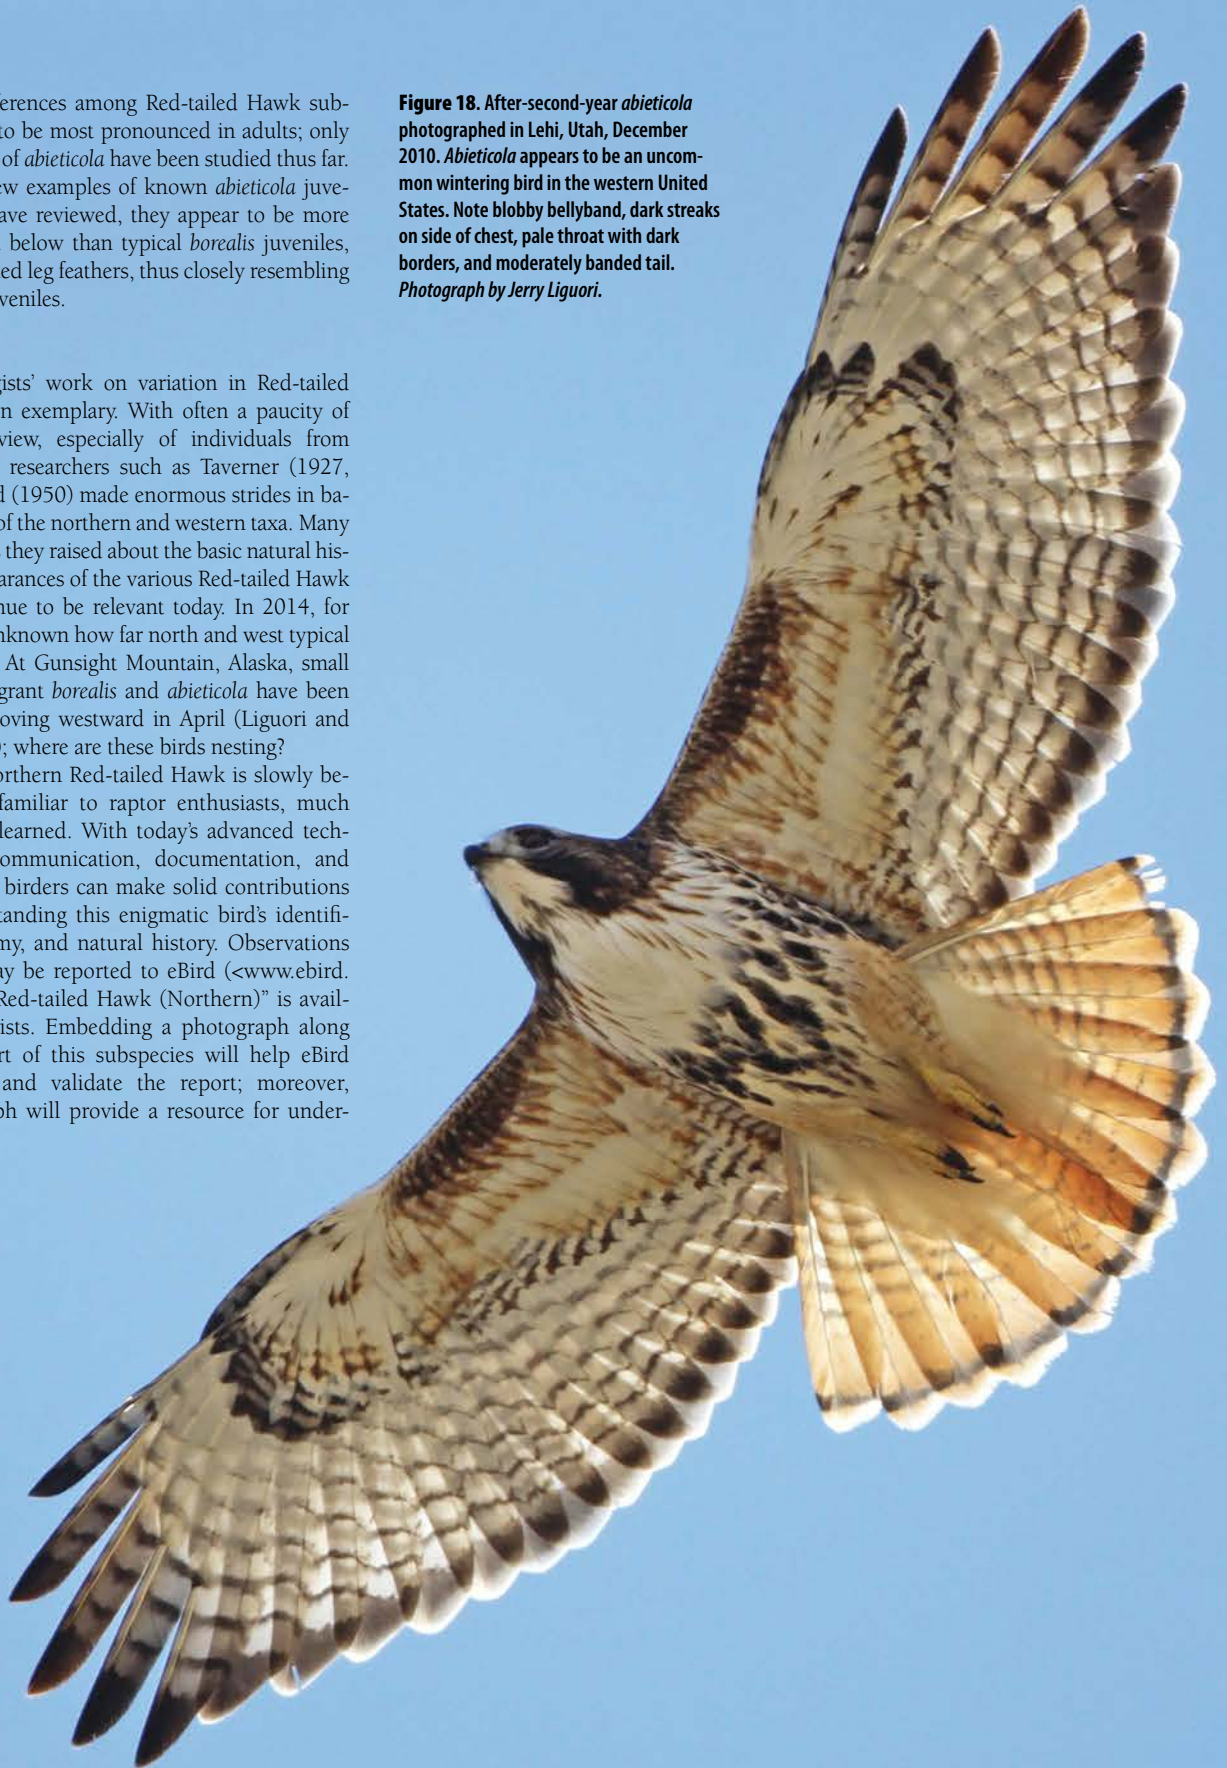 ferences among Red-tailed Hawk sub-
to be most pronounced in adults; only
of abieticola have been studied thus far.
ew examples of known abieticola juve-
ave reviewed, they appear to be more
below than typical borealis juveniles,
ed leg feathers, thus closely resembling
veniles.
gists' work on variation in Red-tailed
n exemplary. With often a paucity of
view, especially of individuals from
researchers such as Taverner (1927,
d (1950) made enormous strides in ba-
of the northern and western taxa. Many
they raised about the basic natural his-
arances of the various Red-tailed Hawk
nue to be relevant today. In 2014, for
nknown how far north and west typical
At Gunsight Mountain, Alaska, small
grant borealis and abieticola have been
oving westward in April (Liguori and
); where are these birds nesting?
orthern Red-tailed Hawk is slowly be-
familiar to raptor enthusiasts, much
learned. With today's advanced tech-
ommunication, documentation, and
birders can make solid contributions
tanding this enigmatic bird's identifi-
my, and natural history. Observations
ay be reported to eBird (<www.ebird.
Red-tailed Hawk (Northern)" is avail-
ists. Embedding a photograph along
rt of this subspecies will help eBird
and validate the report; moreover,
ph will provide a resource for under-
Figure 18. After-second-year abieticola
photographed in Lehi, Utah, December
2010. Abieticola appears to be an uncom-
mon wintering bird in the western United
States. Note blobby bellyband, dark streaks
on side of chest, pale throat with dark
borders, and moderately banded tail.
Photograph by Jerry Liguori.